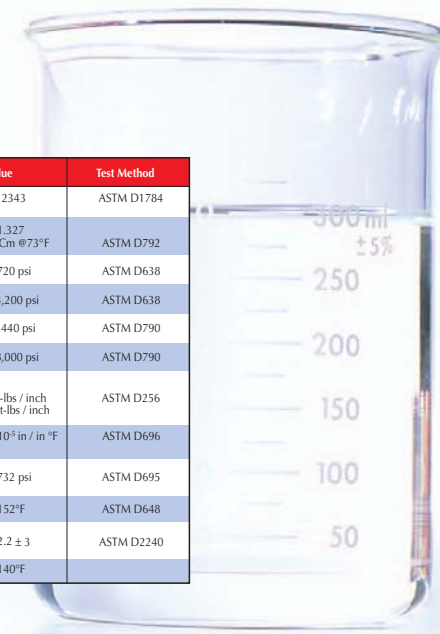 lue Test Method
2343 ASTM D1784
.327
Cm @73°F ASTM D792
720 psi ASTM D638
,200 psi ASTM D638
440 psi ASTM D790
,000 psi ASTM D790
-lbs / inch ASTM D256
t-lbs / inch
10⁻⁵ in / in °F ASTM D696
732 psi ASTM D695
152°F ASTM D648
2.2 ± 3 ASTM D2240
140°F
300 ml
±5%
250
200
150
100
50